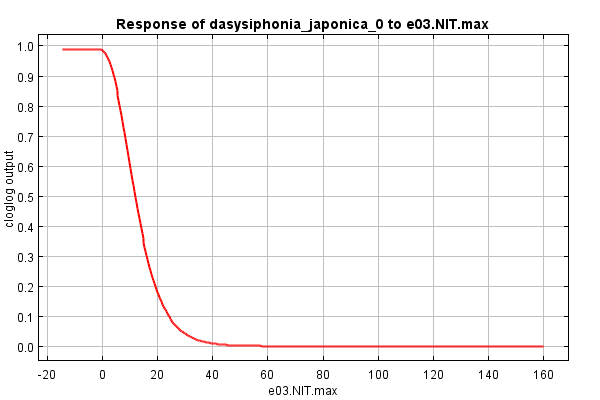 Response of dasysiphonia_japonica_0 to e03.NIT.max
cloglog output
1.0
0.9
0.8
0.7
0.6
0.5
0.4
0.3
0.2
0.1
0.0
-20 0 20 40 60 80 100 120 140 160
e03.NIT.max